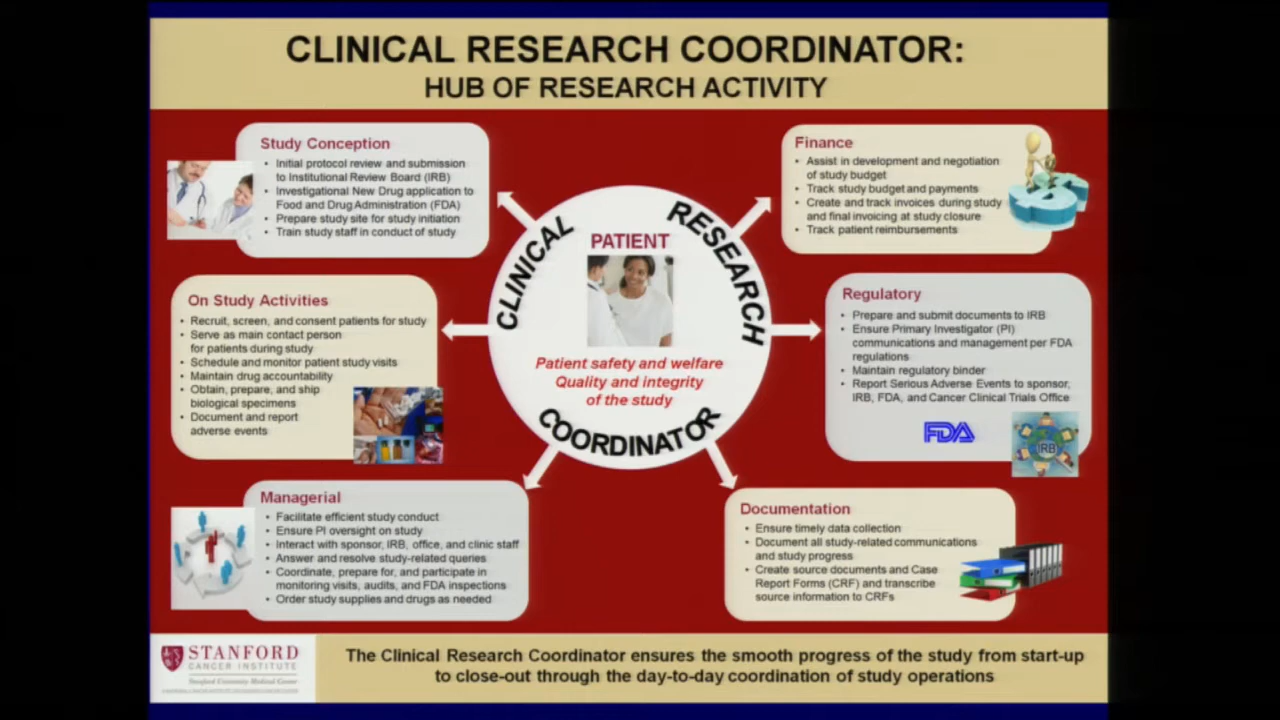 CLINICAL RESEARCH COORDINATOR:
HUB OF RESEARCH ACTIVITY
Study Conception
• Initial protocol review and submission
to Institutional Review Board (IRB)
• Investigational New Drug application to
Food and Drug Administration (FDA)
• Prepare study site for study initiation
• Train study staff in conduct of study
On Study Activities
• Recruit, screen, and consent patients for study
• Serve as main contact person
for patients during study
• Schedule and monitor patient study visits
• Maintain drug accountability
• Obtain, prepare, and ship
biological specimens
• Document and report
adverse events
Managerial
• Facilitate efficient study conduct
• Ensure PI oversight on study
• Interact with sponsor, IRB, office, and clinic staff
• Answer and resolve study-related queries
• Coordinate, prepare for, and participate in
monitoring visits, audits, and FDA inspections
• Order study supplies and drugs as needed
CLINICAL RESEARCH
PATIENT
Patient safety and welfare
Quality and integrity
of the study
COORDINATOR
Finance
• Assist in development and negotiation
of study budget
• Track study budget and payments
• Create and track invoices during study
and final invoicing at study closure
• Track patient reimbursements
Regulatory
• Prepare and submit documents to IRB
• Ensure Primary Investigator (PI)
communications and management per FDA
regulations
• Maintain regulatory binder
• Report Serious Adverse Events to sponsor,
IRB, FDA, and Cancer Clinical Trials Office
FDA
IRB
Documentation
• Ensure timely data collection
• Document all study-related communications
and study progress
• Create source documents and Case
Report Forms (CRF) and transcribe
source information to CRFs
STANFORD
CANCER INSTITUTE
Stanford University Medical Center
The Clinical Research Coordinator ensures the smooth progress of the study from start-up
to close-out through the day-to-day coordination of study operations